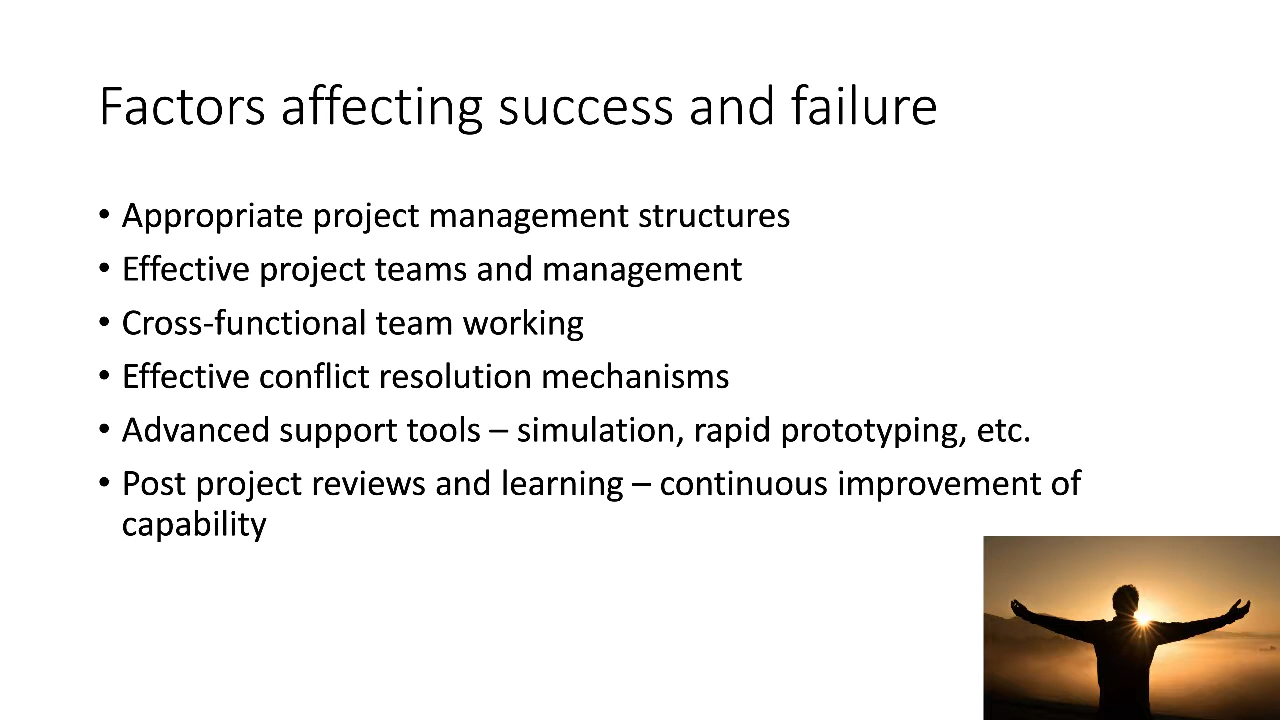 Factors affecting success and failure
• Appropriate project management structures
• Effective project teams and management
• Cross-functional team working
• Effective conflict resolution mechanisms
• Advanced support tools – simulation, rapid prototyping, etc.
• Post project reviews and learning – continuous improvement of
capability